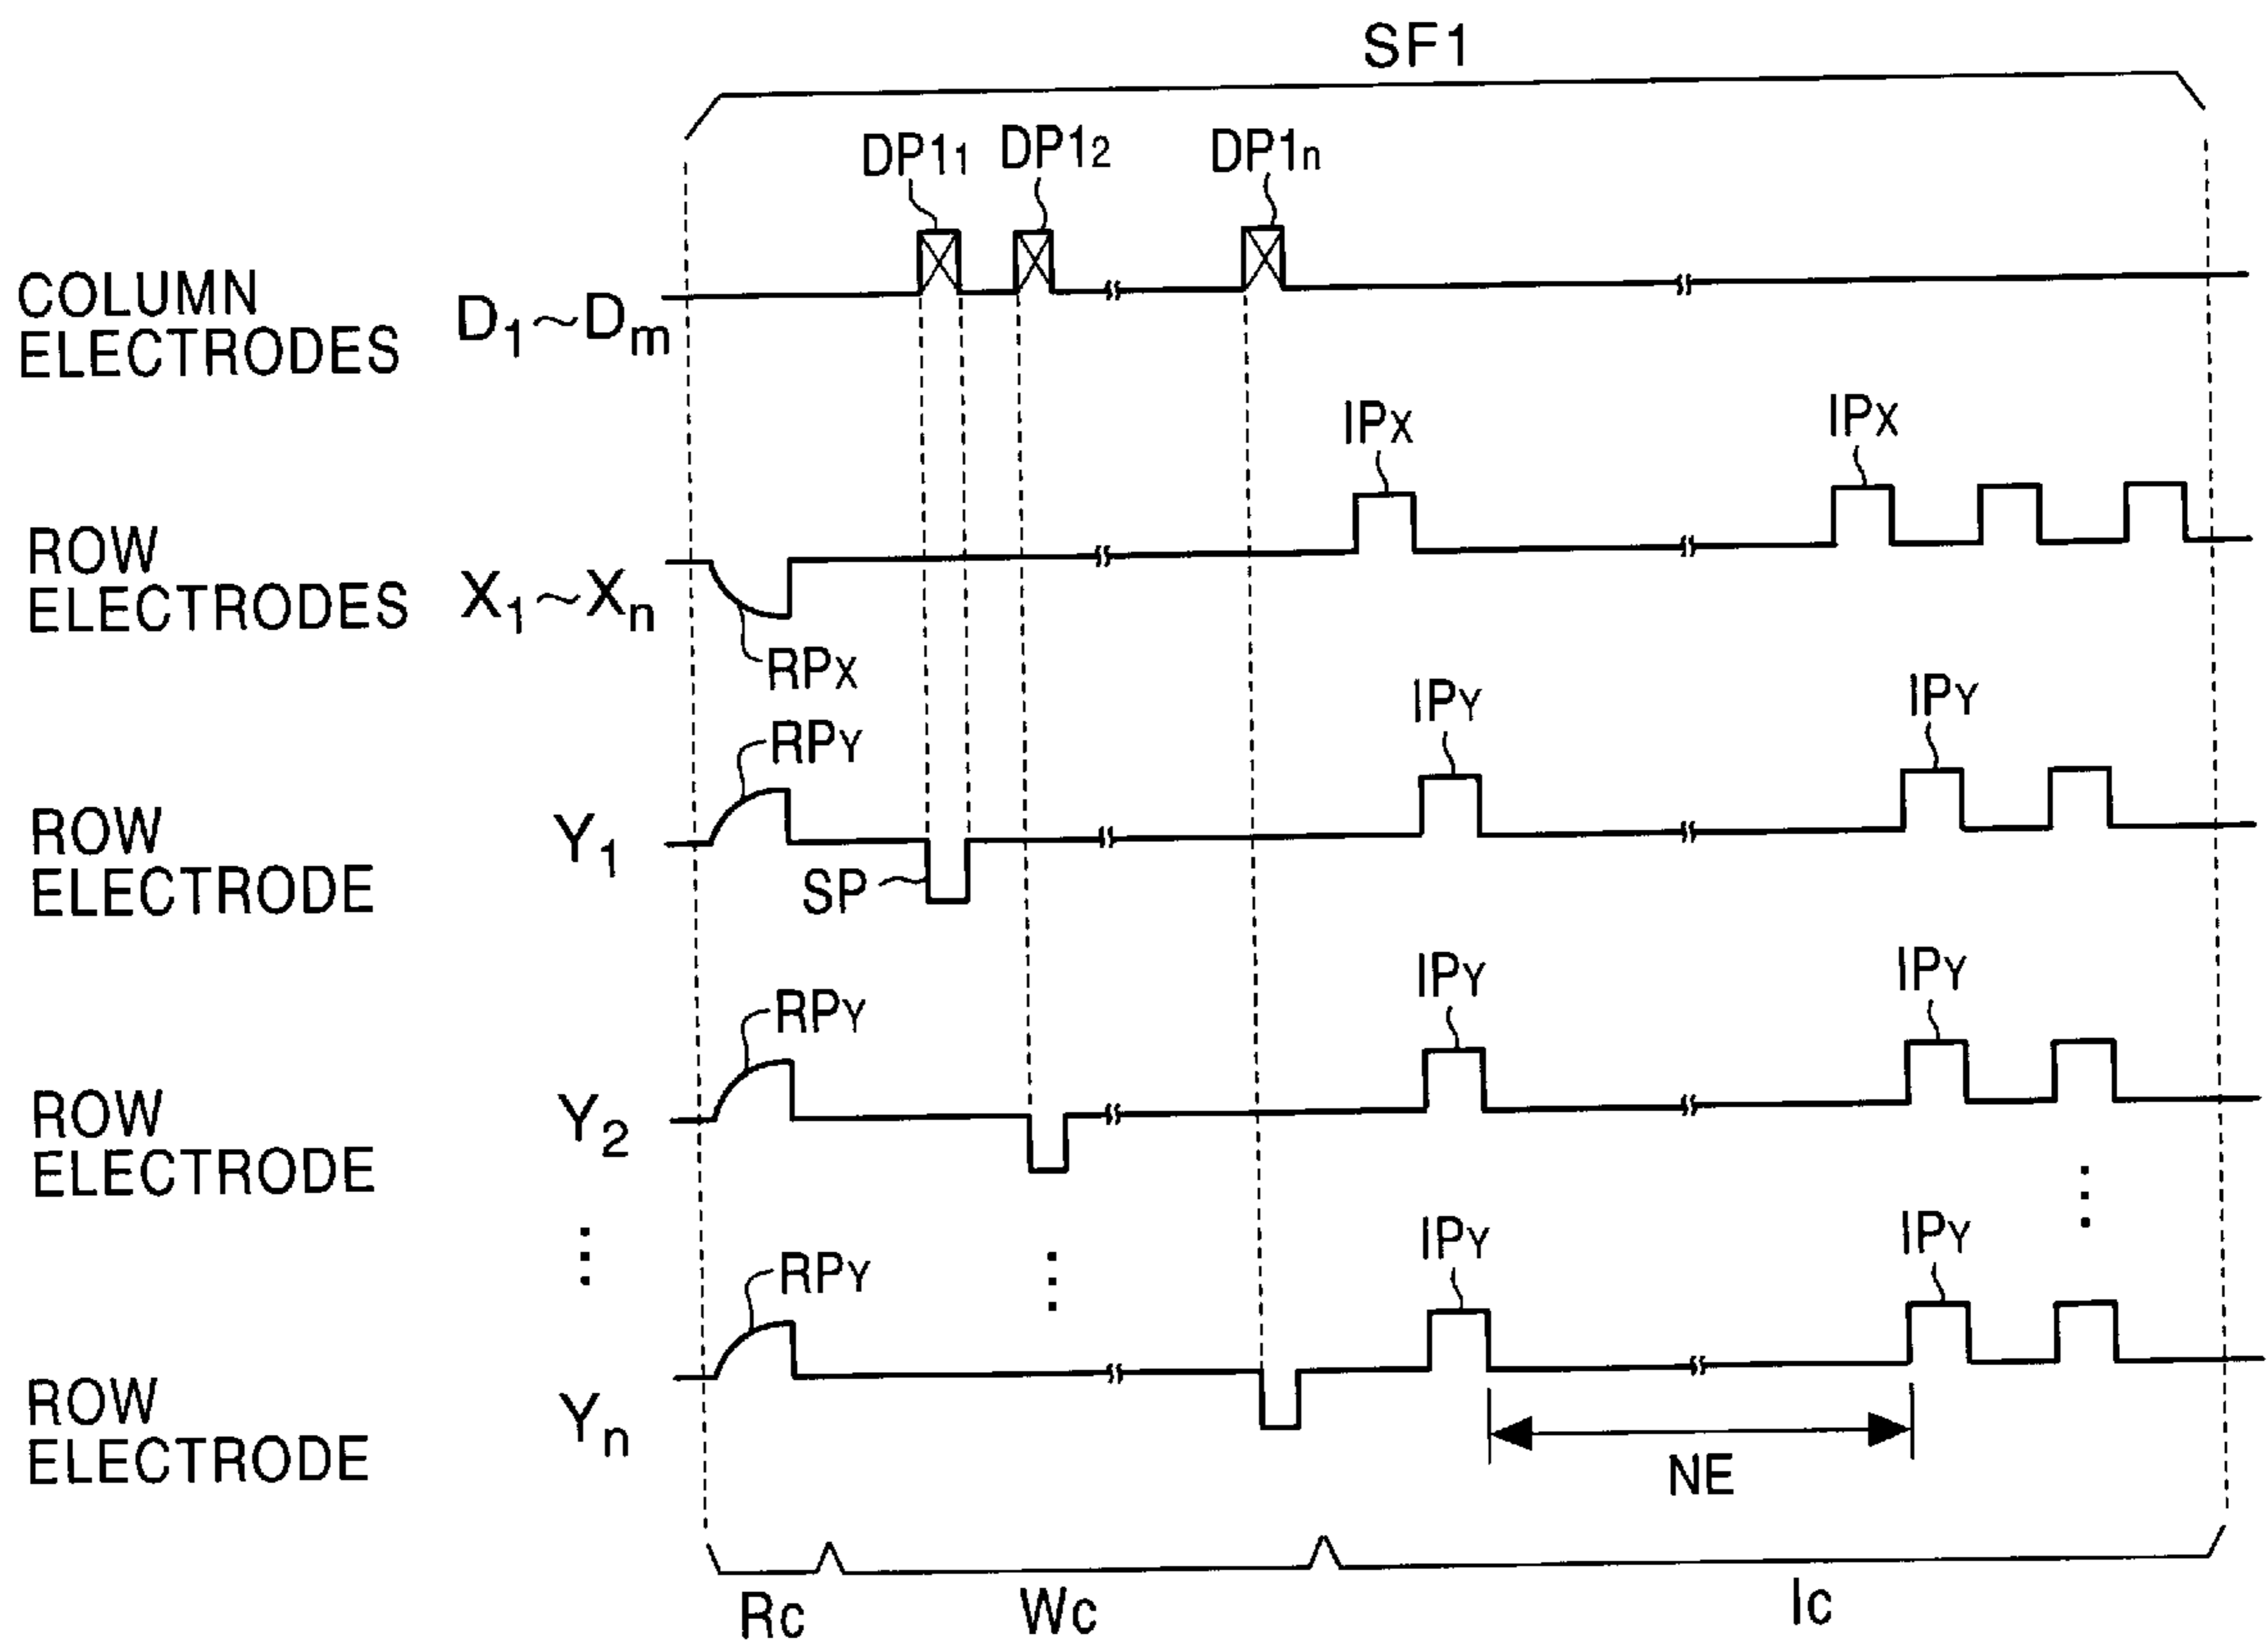 SF1
DP11 DP12 DP1n
COLUMN
ELECTRODES D1~Dm
IPX IPX
ROW
ELECTRODES X1~Xn
RPX
IPY IPY
RPY
ROW
ELECTRODE Y1
SP
IPY IPY
RPY
ROW
ELECTRODE Y2
IPY IPY
RPY
ROW
ELECTRODE Yn
NE
Rc Wc Ic